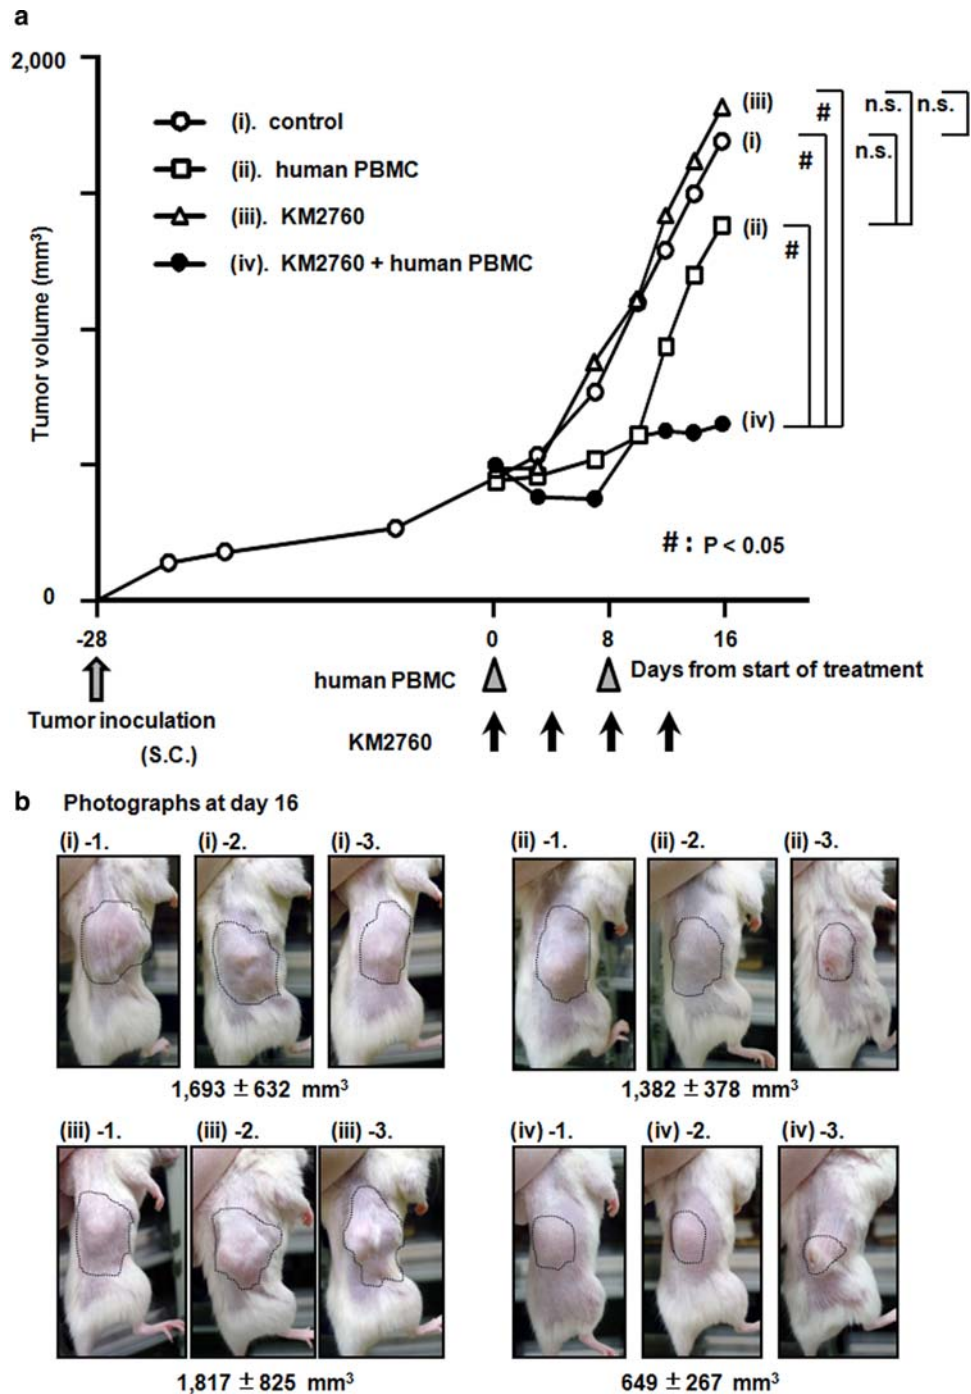 a
2,000
(i). control
(ii). human PBMC
(iii). KM2760
(iv). KM2760 + human PBMC
Tumor volume (mm³)
(iii)
(i)
(ii)
(iv)
#
#
#
n.s.
n.s.
n.s.
# : P < 0.05
0
-28
0
8
16
Days from start of treatment
human PBMC
Tumor inoculation
(S.C.)
KM2760
b Photographs at day 16
(i) -1.
(i) -2.
(i) -3.
(ii) -1.
(ii) -2.
(ii) -3.
1,693 ± 632 mm³
1,382 ± 378 mm³
(iii) -1.
(iii) -2.
(iii) -3.
(iv) -1.
(iv) -2.
(iv) -3.
1,817 ± 825 mm³
649 ± 267 mm³